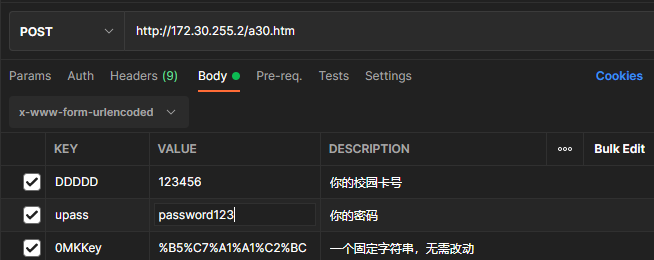 POST http://172.30.255.2/a30.htm
Params Auth Headers (9) Body Pre-req. Tests Settings Cookies
x-www-form-urlencoded
KEY VALUE DESCRIPTION ooo Bulk Edit
DDDDD 123456 你的校园卡号
upass password123 你的密码
0MKKey %B5%C7%A1%A1%C2%BC 一个固定字符串，无需改动